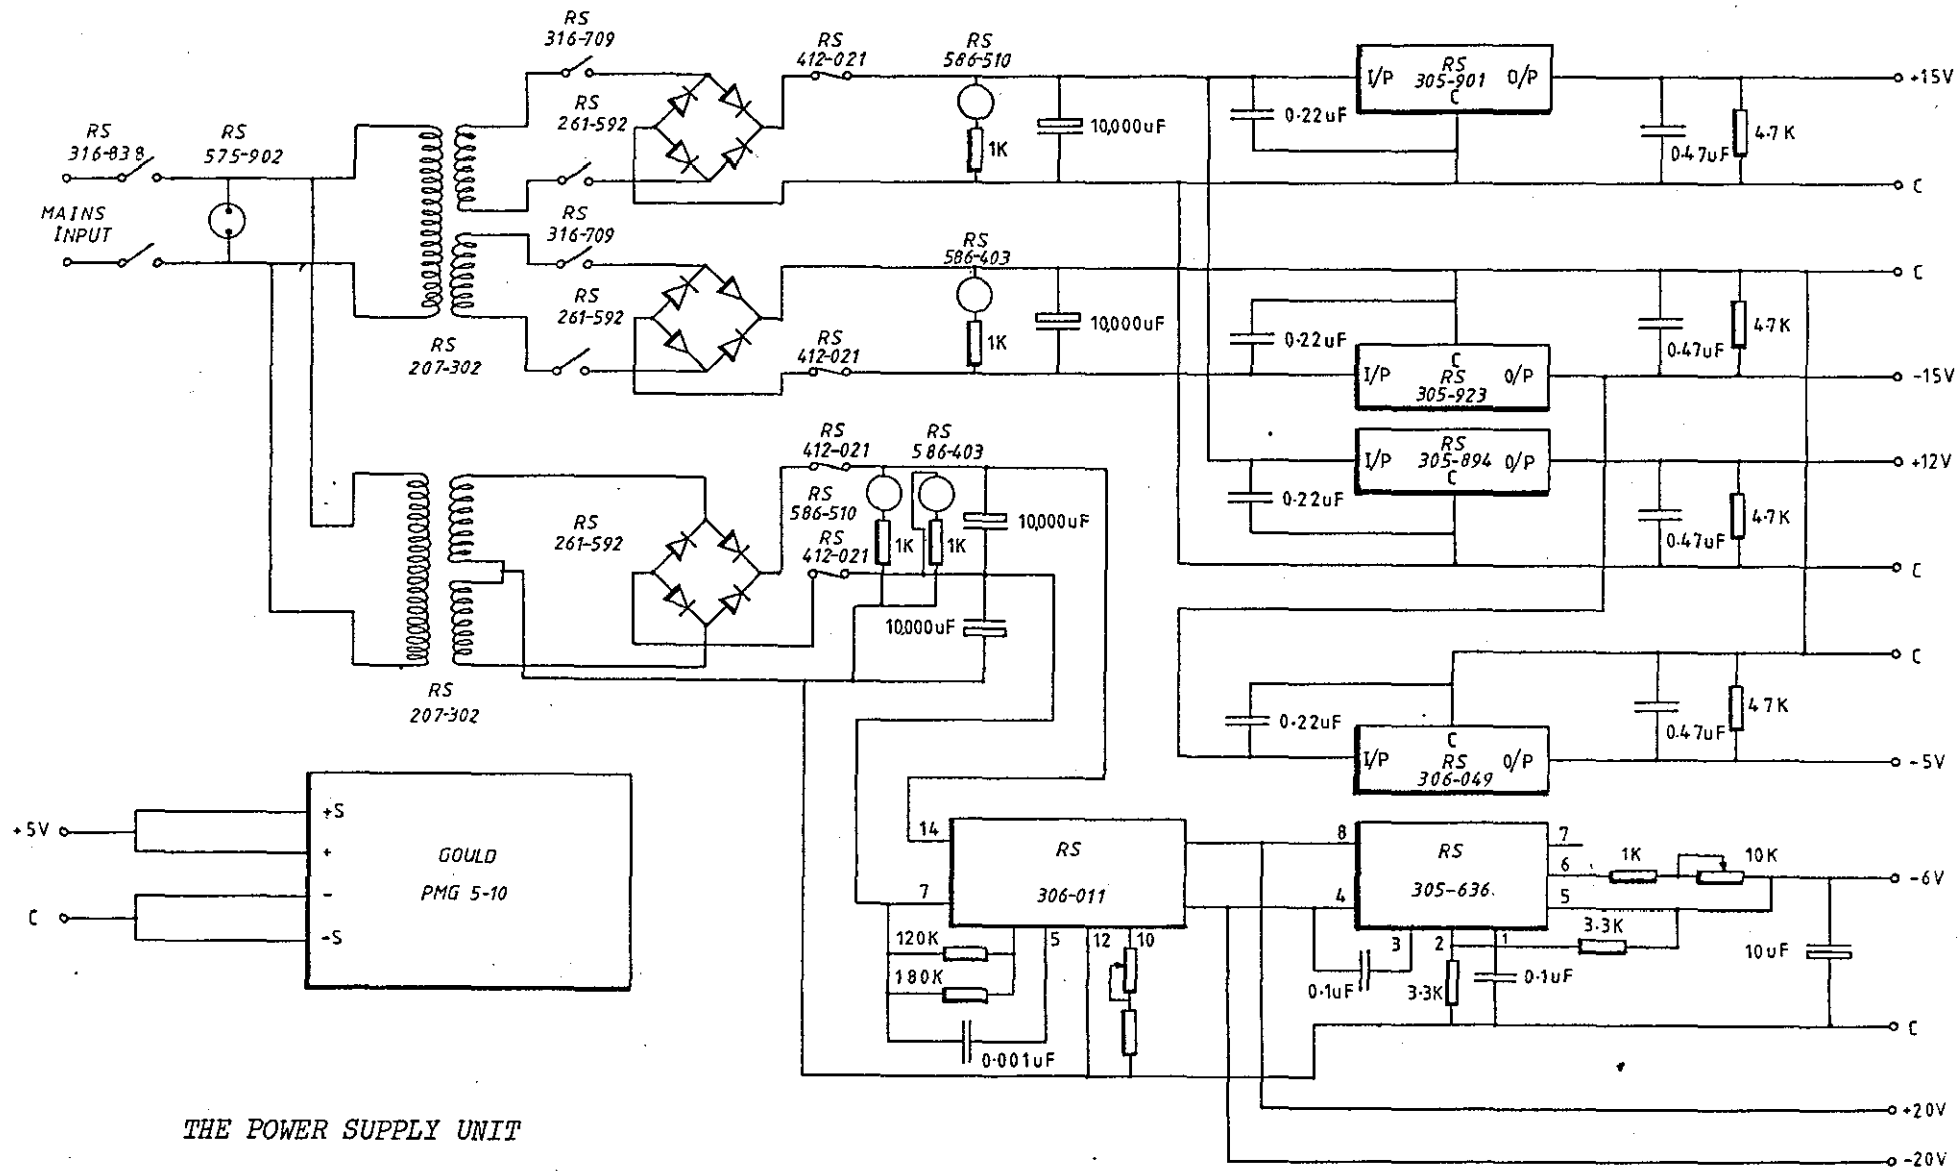 RS
316-709
RS
412-021
RS
586-510
I/P
RS
305-901
C
O/P
+15V
RS
316-838
RS
575-902
RS
261-592
1K
10,000uF
0·22uF
0·47uF
4·7K
C
MAINS
INPUT
RS
316-709
RS
586-403
C
RS
261-592
RS
412-021
1K
10,000uF
0·22uF
0·47uF
4·7K
RS
207-302
I/P
C
RS
305-923
O/P
-15V
RS
412-021
RS
586-403
I/P
RS
305-894
C
O/P
+12V
RS
261-592
RS
586-510
RS
412-021
1K
1K
10,000uF
0·22uF
0·47uF
4·7K
C
10,000uF
C
RS
207-302
0·22uF
0·47uF
4·7K
I/P
C
RS
306-049
O/P
-5V
+5V
C
+S
+
-
-S
GOULD
PMG 5-10
14
7
RS
306-011
5
12
10
120K
180K
0·001uF
8
4
RS
305-636.
7
6
5
3
2
1
1K
10K
-6V
3·3K
10uF
0·1uF
3·3K
0·1uF
C
+20V
-20V
THE POWER SUPPLY UNIT